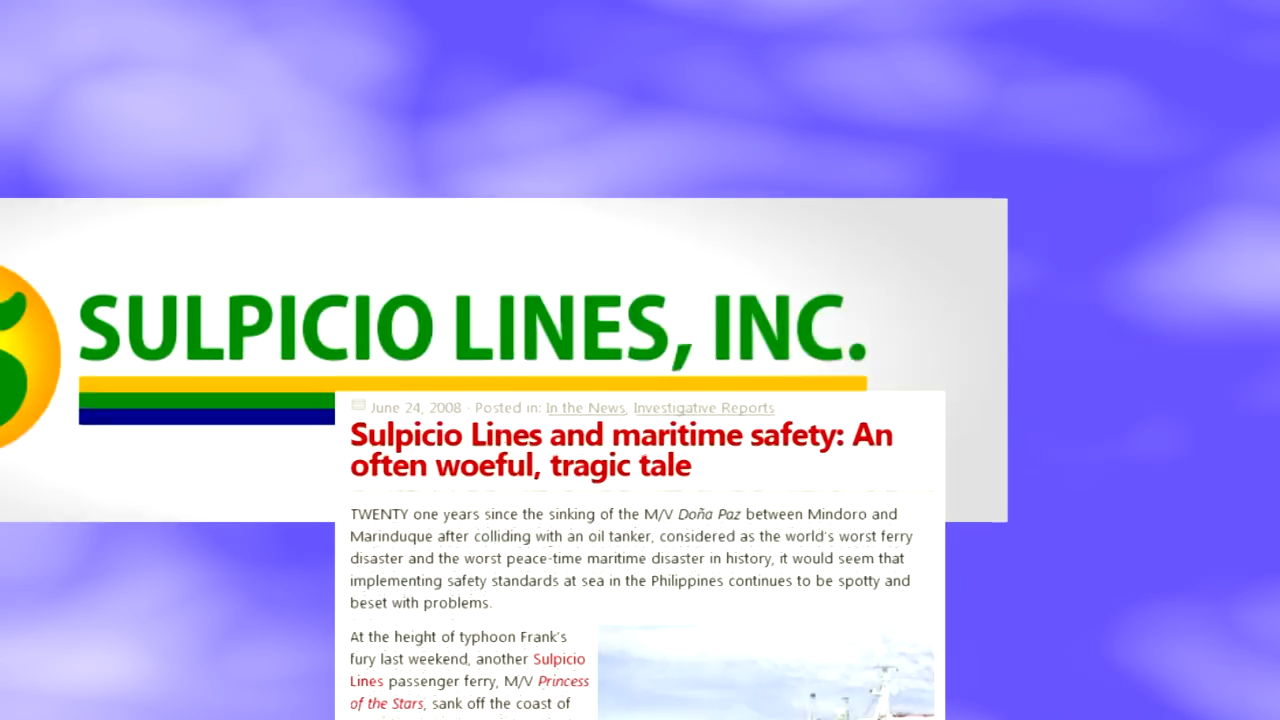 SULPICIO LINES, INC.
June 24, 2008 · Posted in: In the News, Investigative Reports
Sulpicio Lines and maritime safety: An
often woeful, tragic tale
TWENTY one years since the sinking of the M/V Doña Paz between Mindoro and
Marinduque after colliding with an oil tanker, considered as the world's worst ferry
disaster and the worst peace-time maritime disaster in history, it would seem that
implementing safety standards at sea in the Philippines continues to be spotty and
beset with problems.
At the height of typhoon Frank's
fury last weekend, another Sulpicio
Lines passenger ferry, M/V Princess
of the Stars, sank off the coast of